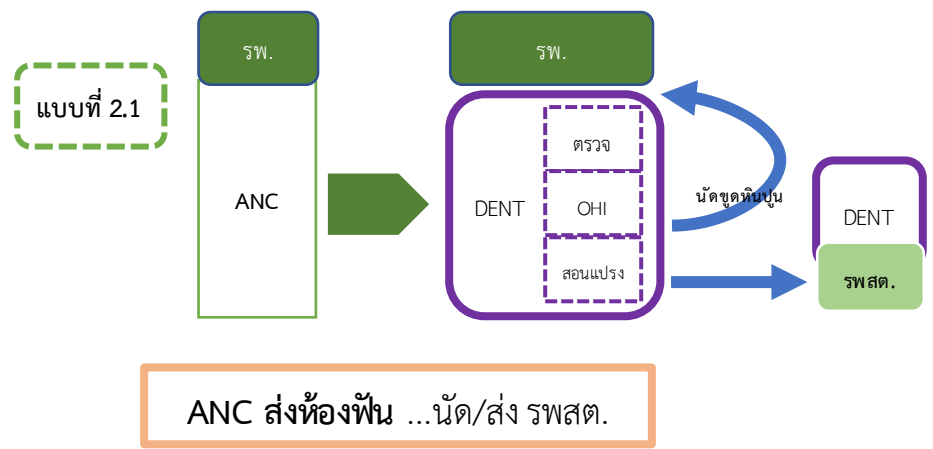 แบบที่ 2.1
รพ.
ANC
รพ.
DENT
ตรวจ
OHI
สอนแปรง
นัดขูดหินปูน
DENT
รพสต.
ANC ส่งห้องฟัน ...นัด/ส่ง รพสต.